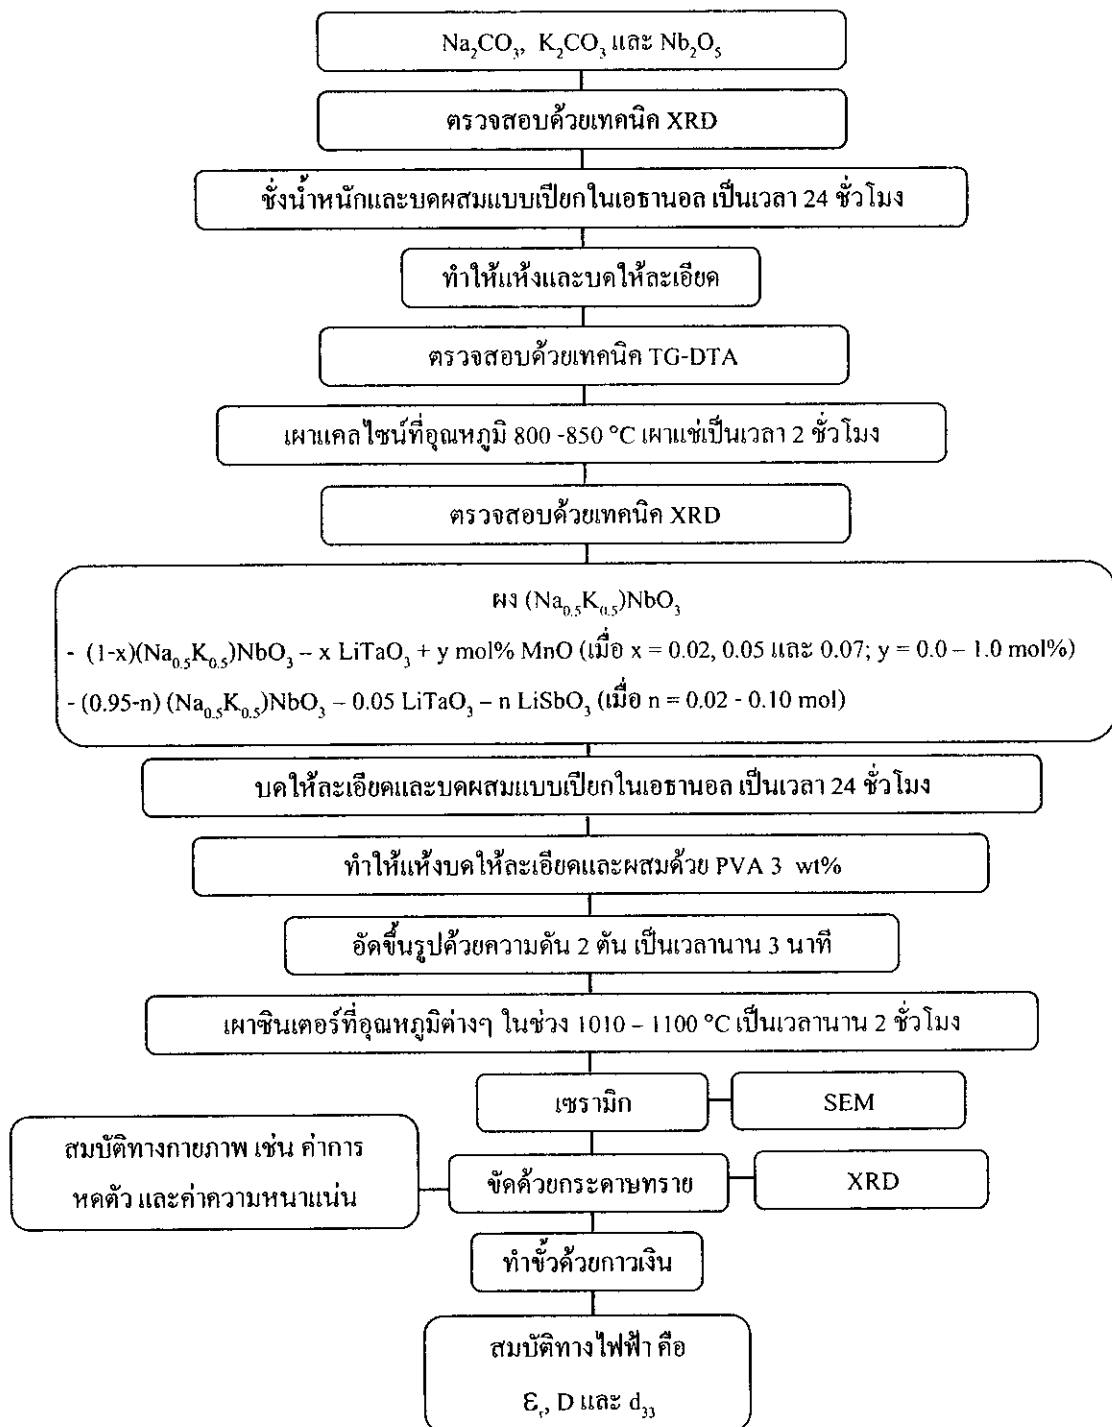 Na₂CO₃, K₂CO₃ และ Nb₂O₅
ตรวจสอบด้วยเทคนิค XRD
ชั่งน้ำหนักและบดผสมแบบเปียกในเอธานอล เป็นเวลา 24 ชั่วโมง
ทำให้แห้งและบดให้ละเอียด
ตรวจสอบด้วยเทคนิค TG-DTA
เผาแคลไซน์ที่อุณหภูมิ 800 -850 °C เผาแช่เป็นเวลา 2 ชั่วโมง
ตรวจสอบด้วยเทคนิค XRD
ผง (Na₀.₅K₀.₅)NbO₃
- (1-x)(Na₀.₅K₀.₅)NbO₃ – x LiTaO₃ + y mol% MnO (เมื่อ x = 0.02, 0.05 และ 0.07; y = 0.0 – 1.0 mol%)
- (0.95-n) (Na₀.₅K₀.₅)NbO₃ – 0.05 LiTaO₃ – n LiSbO₃ (เมื่อ n = 0.02 - 0.10 mol)
บดให้ละเอียดและบดผสมแบบเปียกในเอธานอล เป็นเวลา 24 ชั่วโมง
ทำให้แห้งบดให้ละเอียดและผสมด้วย PVA 3 wt%
อัดขึ้นรูปด้วยความดัน 2 ตัน เป็นเวลานาน 3 นาที
เผาซินเตอร์ที่อุณหภูมิต่างๆ ในช่วง 1010 – 1100 °C เป็นเวลานาน 2 ชั่วโมง
เซรามิก
SEM
สมบัติทางกายภาพ เช่น ค่าการ
หดตัว และค่าความหนาแน่น
ขัดด้วยกระดาษทราย
XRD
ทำขั้วด้วยกาวเงิน
สมบัติทางไฟฟ้า คือ
εᵣ, D และ d₃₃